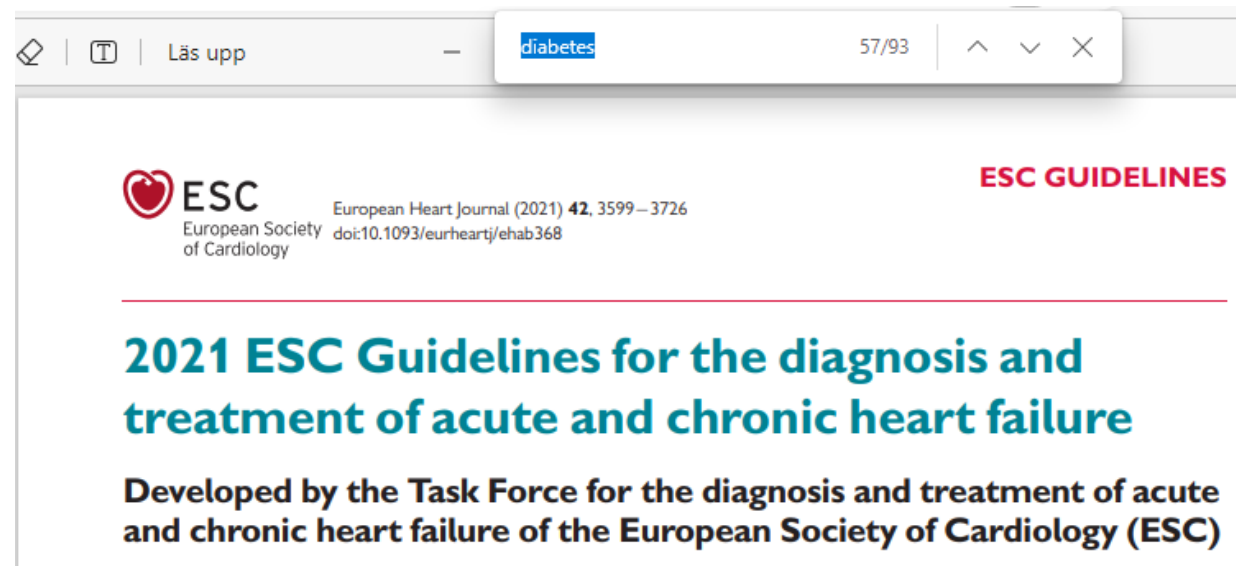 Läs upp
diabetes
57/93
ESC
European Society
of Cardiology
European Heart Journal (2021) 42, 3599–3726
doi:10.1093/eurheartj/ehab368
ESC GUIDELINES
2021 ESC Guidelines for the diagnosis and
treatment of acute and chronic heart failure
Developed by the Task Force for the diagnosis and treatment of acute
and chronic heart failure of the European Society of Cardiology (ESC)